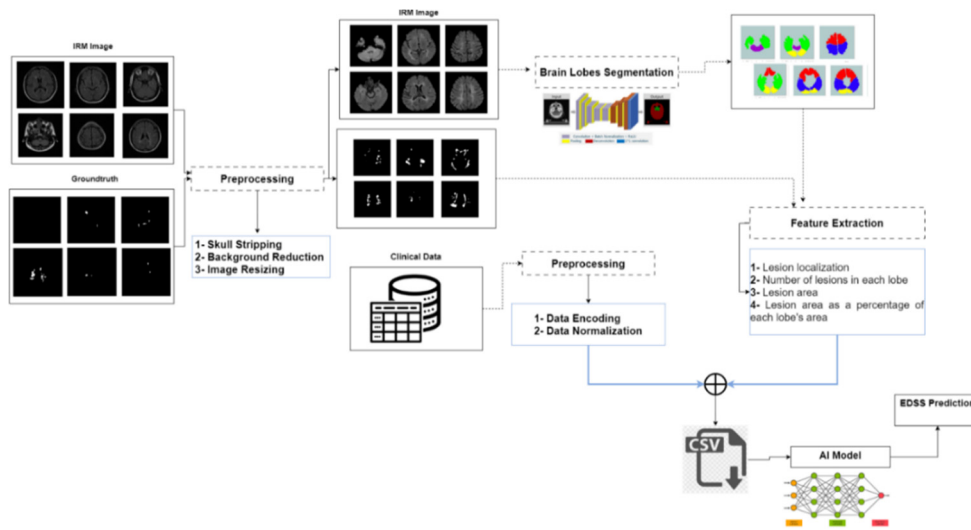 IRM Image
IRM Image
Brain Lobes Segmentation
Groundtruth
Preprocessing
1- Skull Stripping
2- Background Reduction
3- Image Resizing
Clinical Data
Preprocessing
1- Data Encoding
2- Data Normalization
Feature Extraction
1- Lesion localization
2- Number of lesions in each lobe
3- Lesion area
4- Lesion area as a percentage of
each lobe's area
CSV
AI Model
EDSS Prediction